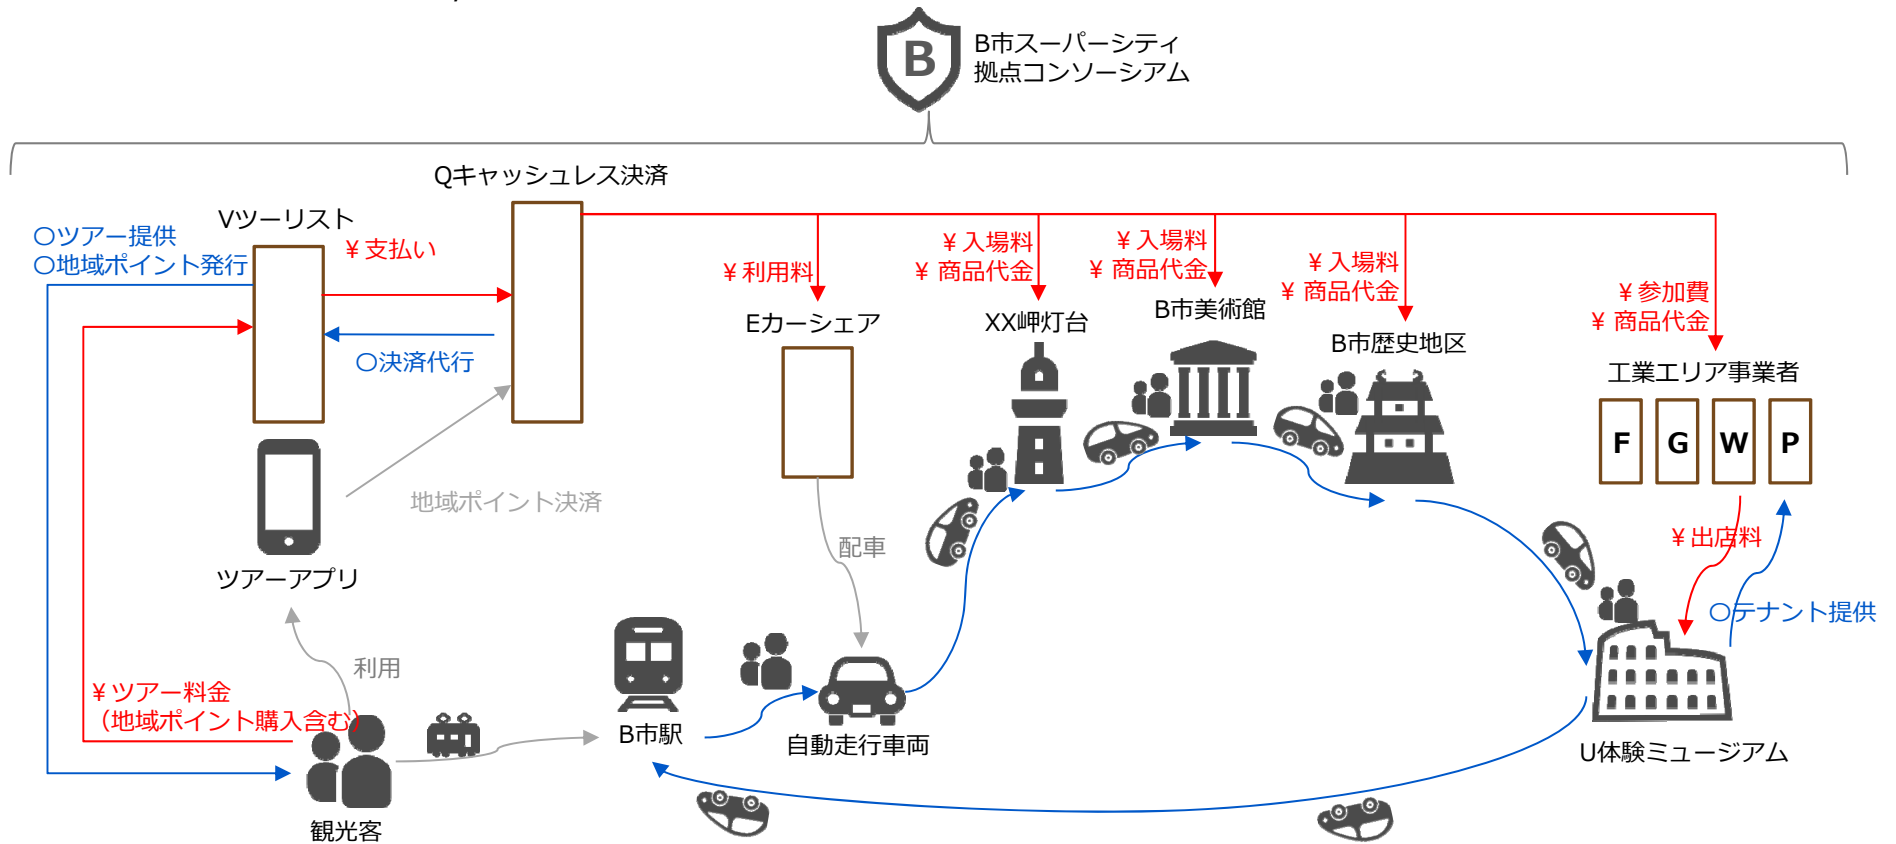 B
B市スーパーシティ
拠点コンソーシアム
Qキャッシュレス決済
Vツーリスト
〇ツアー提供
〇地域ポイント発行
¥支払い
〇決済代行
¥利用料
Eカーシェア
¥入場料
¥ 商品代金
XX岬灯台
¥入場料
¥ 商品代金
B市美術館
¥入場料
¥ 商品代金
B市歴史地区
¥参加費
¥ 商品代金
工業エリア事業者
F
G
W
P
地域ポイント決済
配車
¥出店料
〇テナント提供
ツアーアプリ
利用
¥ツアー料金
（地域ポイント購入含む）
B市駅
自動走行車両
U体験ミュージアム
観光客